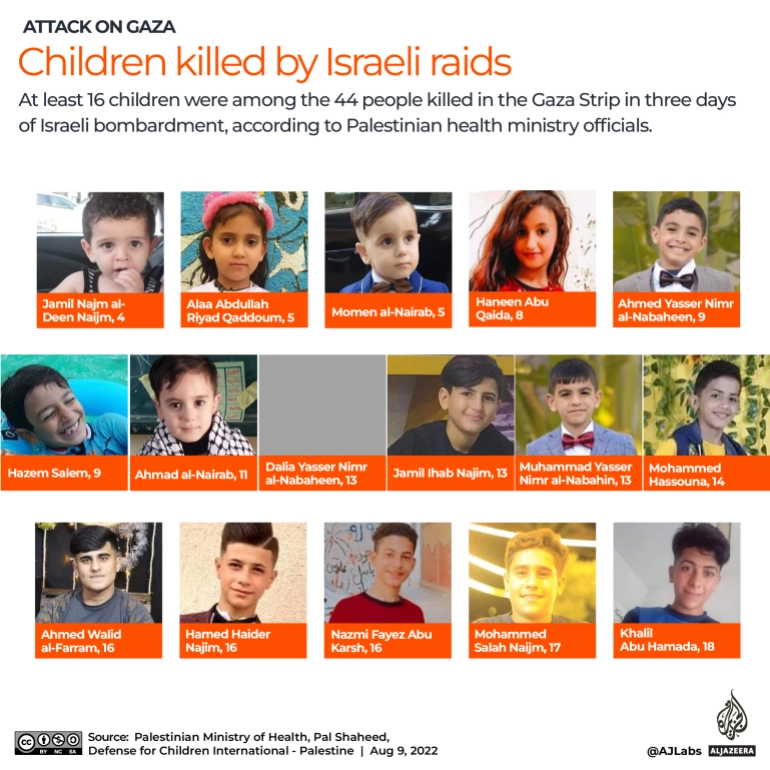 ATTACK ON GAZA
Children killed by Israeli raids
At least 16 children were among the 44 people killed in the Gaza Strip in three days
of Israeli bombardment, according to Palestinian health ministry officials.
Jamil Najm al-
Deen Naijm, 4
Alaa Abdullah
Riyad Qaddoum, 5
Momen al-Nairab, 5
Haneen Abu
Qaida, 8
Ahmed Yasser Nimr
al-Nabaheen, 9
Hazem Salem, 9
Ahmad al-Nairab, 11
Dalia Yasser Nimr
al-Nabaheen, 13
Jamil Ihab Najim, 13
Muhammad Yasser
Nimr al-Nabahin, 13
Mohammed
Hassouna, 14
Ahmed Walid
al-Farram, 16
Hamed Haider
Najim, 16
Nazmi Fayez Abu
Karsh, 16
Mohammed
Salah Naijm, 17
Khalil
Abu Hamada, 18
cc BY NC SA
Source: Palestinian Ministry of Health, Pal Shaheed,
Defense for Children International - Palestine | Aug 9, 2022
@AJLabs ALJAZEERA